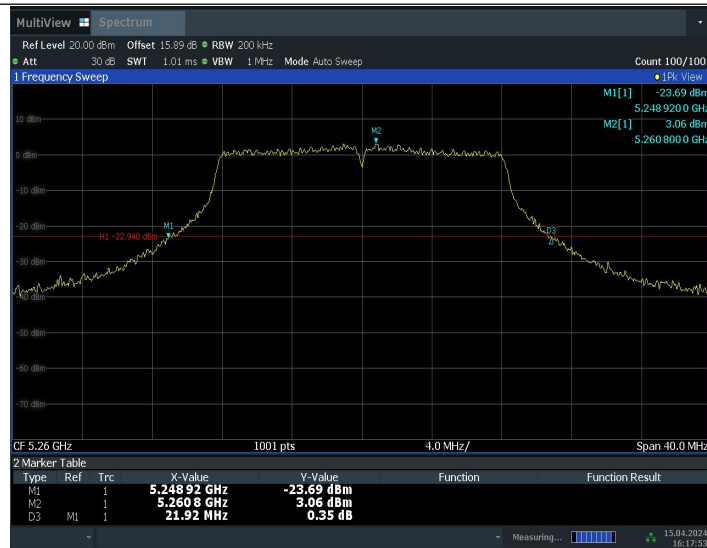 MultiView Spectrum
Ref Level 20.00 dBm Offset 15.89 dB RBW 200 kHz
Att 30 dB SWT 1.01 ms VBW 1 MHz Mode Auto Sweep Count 100/100
1 Frequency Sweep 1Pk View
M1[1] -23.69 dBm
5.248 920 0 GHz
M2[1] 3.06 dBm
5.260 800 0 GHz
10 dBm
M2
0 dBm
-10 dBm
-20 dBm
M1
D3
H1 -22.940 dBm
-30 dBm
-40 dBm
-50 dBm
-60 dBm
-70 dBm
CF 5.26 GHz 1001 pts 4.0 MHz/ Span 40.0 MHz
2 Marker Table
Type Ref Trc X-Value Y-Value Function Function Result
M1 1 5.248 92 GHz -23.69 dBm
M2 1 5.260 8 GHz 3.06 dBm
D3 M1 1 21.92 MHz 0.35 dB
Measuring... 15.04.2024
16:17:53